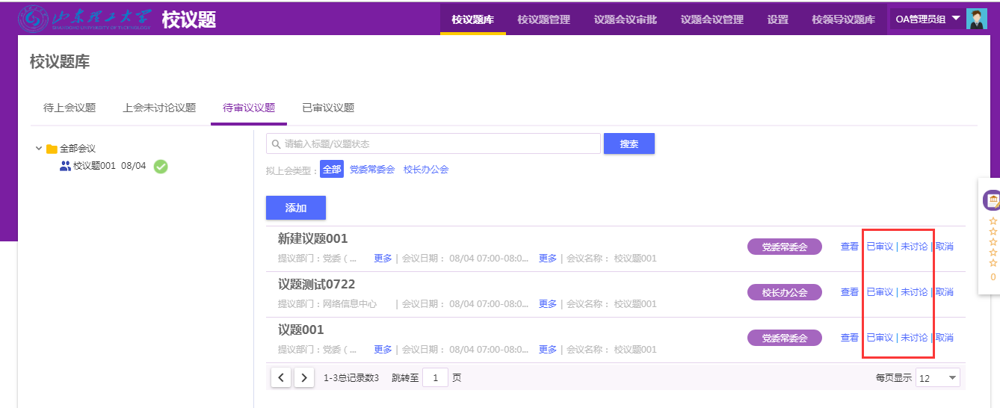 山东理工大学 校议题 校议题库 校议题管理 议题会议审批 议题会议管理 设置 校领导议题库 OA管理员组
SHANDONG UNIVERSITY OF TECHNOLOGY
校议题库
待上会议题 上会未讨论议题 待审议议题 已审议议题
全部会议
校议题001 08/04
请输入标题/议题状态 搜索
拟上会类型： 全部 党委常委会 校长办公会
添加
新建议题001
党委常委会 查看 已审议 | 未讨论 | 取消
提议部门：党委 ( ... 更多 | 会议日期： 08/04 07:00-08:0... 更多 | 会议名称： 校议题001
议题测试0722
校长办公会 查看 已审议 | 未讨论 | 取消
提议部门：网络信息中心 | 会议日期： 08/04 07:00-08:0... 更多 | 会议名称： 校议题001
议题001
党委常委会 查看 已审议 | 未讨论 | 取消
提议部门：党委 ( ... 更多 | 会议日期： 08/04 07:00-08:0... 更多 | 会议名称： 校议题001
1-3总记录数3 跳转至 1 页 每页显示 12
0